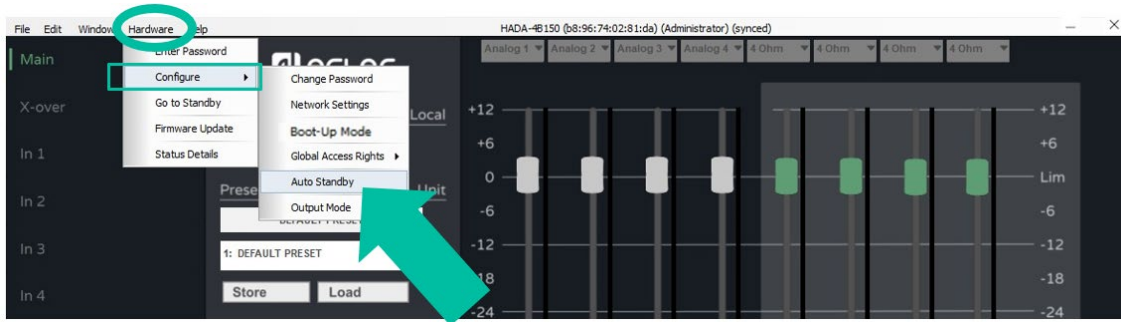 File Edit Window Hardware elp
HADA-4B150 (b8:96:74:02:81:da) (Administrator) (synced)
Enter Password
Configure
Go to Standby
Firmware Update
Status Details
Change Password
Network Settings
Boot-Up Mode
Global Access Rights
Auto Standby
Output Mode
Main
X-over
In 1
In 2
In 3
In 4
Local
Prese
Unit
DEFAULT PRESET
1: DEFAULT PRESET
Store Load
Analog 1 Analog 2 Analog 3 Analog 4 4 Ohm 4 Ohm 4 Ohm 4 Ohm
+12 +12
+6 +6
0 Lim
-6 -6
-12 -12
18 -18
-24 -24